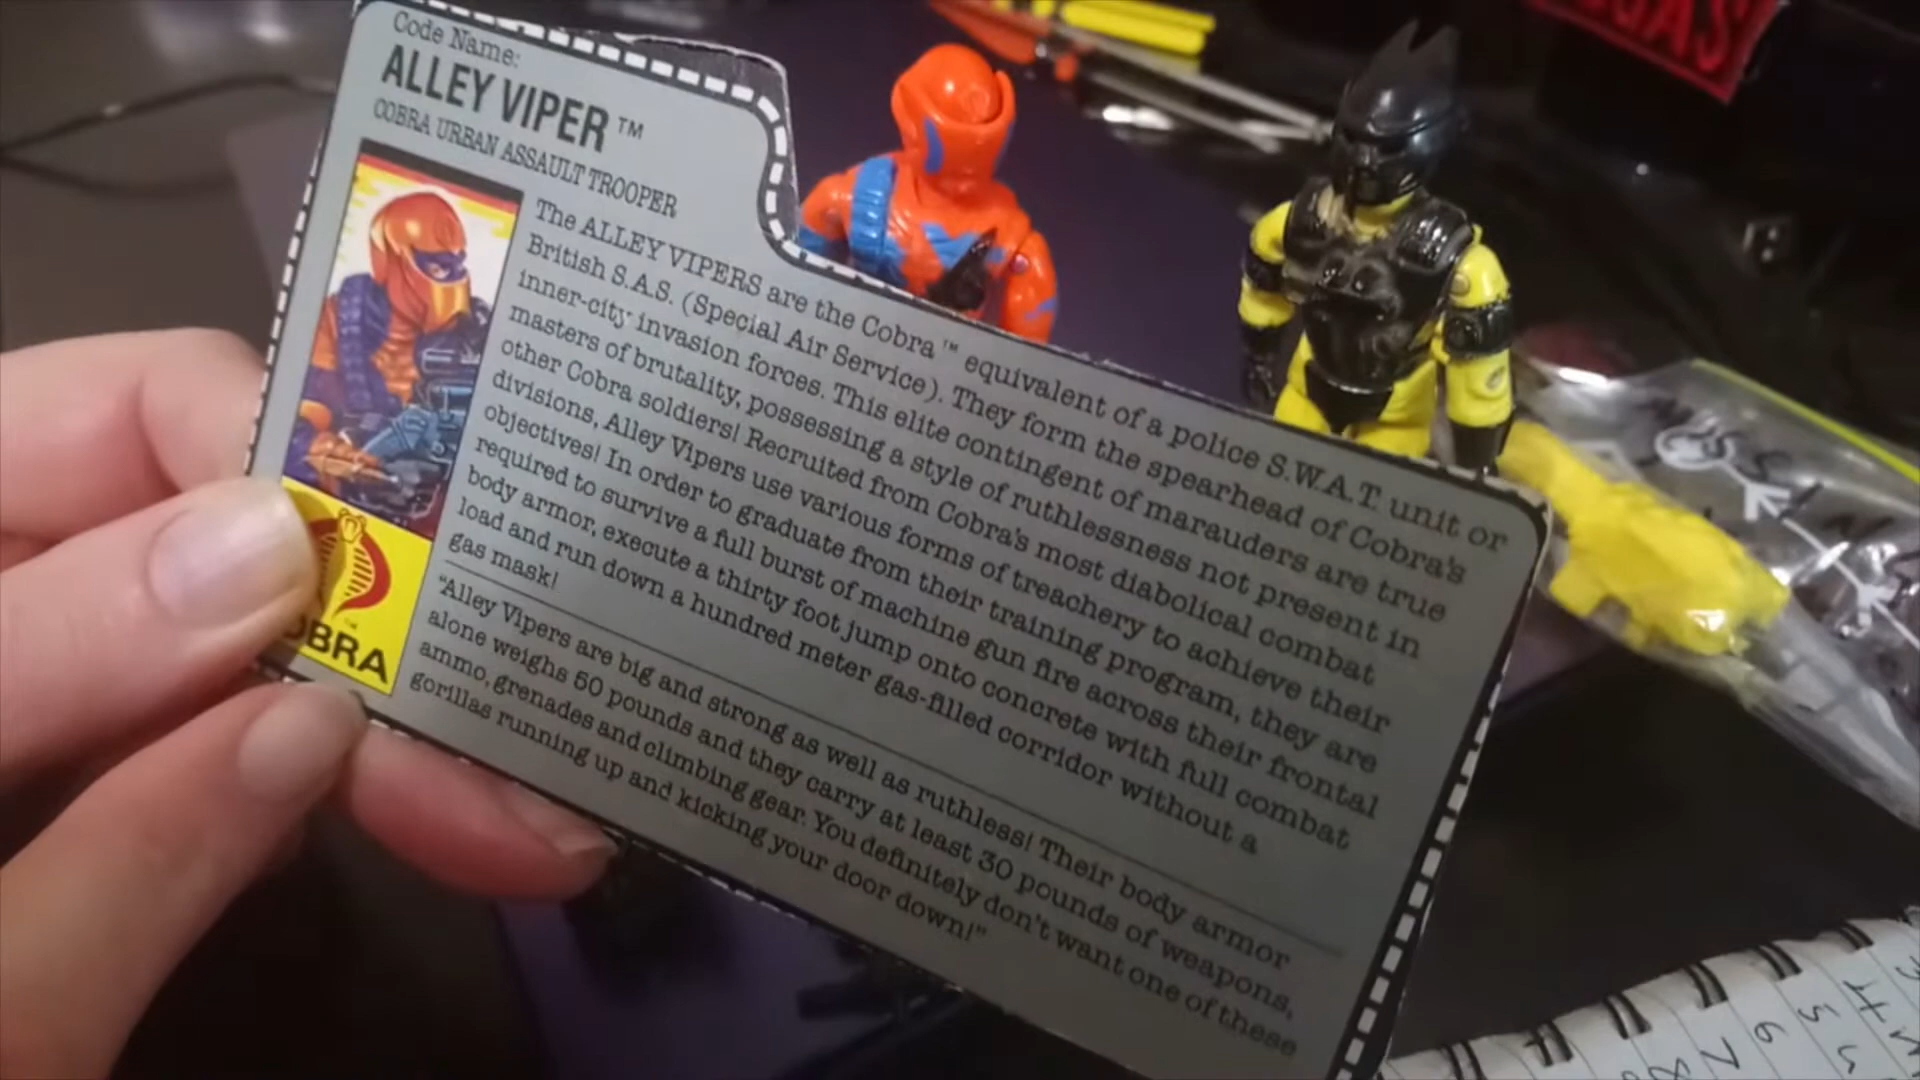 Code Name:
ALLEY VIPER™
COBRA URBAN ASSAULT TROOPER
The ALLEY VIPERS are the Cobra™ equivalent of a police S.W.A.T. unit or
British S.A.S. (Special Air Service). They form the spearhead of Cobra's
inner-city invasion forces. This elite contingent of marauders are true
masters of brutality, possessing a style of ruthlessness not present in
other Cobra soldiers! Recruited from Cobra's most diabolical combat
divisions, Alley Vipers use various forms of treachery to achieve their
objectives! In order to graduate from their training program, they are
required to survive a full burst of machine gun fire across their frontal
body armor, execute a thirty foot jump onto concrete with full combat
load and run down a hundred meter gas-filled corridor without a
gas mask!
"Alley Vipers are big and strong as well as ruthless! Their body armor
alone weighs 50 pounds and they carry at least 30 pounds of weapons,
ammo, grenades and climbing gear. You definitely don't want one of these
gorillas running up and kicking your door down!"
OBRA